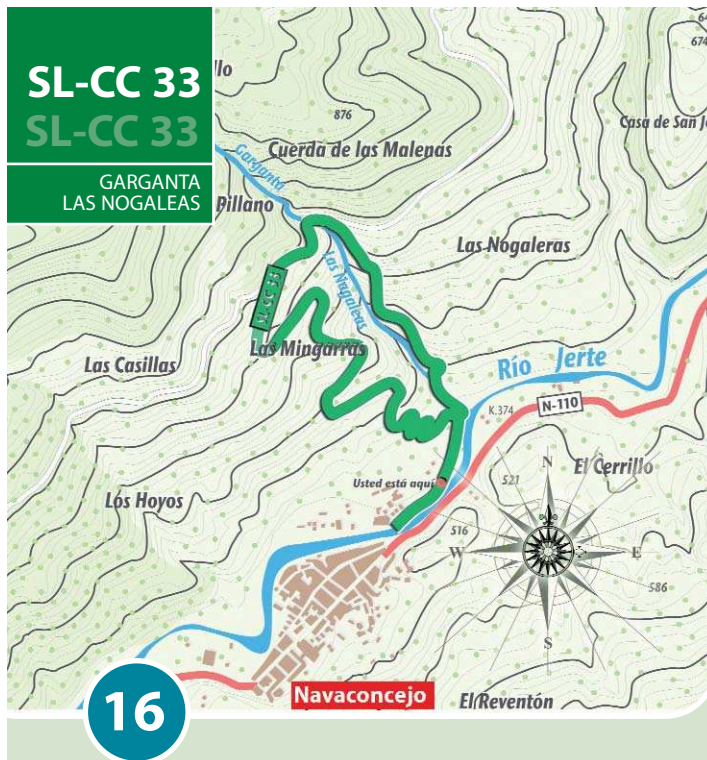 SL-CC 33
SL-CC 33
GARGANTA
LAS NOGALEAS
llo
876
674
Casa de San J
Cuerda de las Malenas
Garganta
Pillano
Las Nogaleras
Las Nogaleas
SL-CC 33
Las Mingarras
Las Casillas
Río Jerte
N-110
K.374
El Cerrillo
Usted está aquí
521
N
Los Hoyos
516
W
E
586
S
Navaconcejo
El Reventón
16